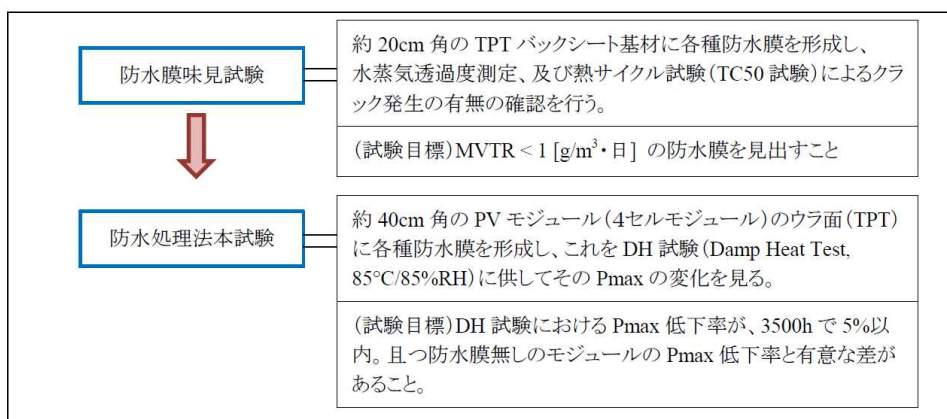 防水膜味見試験
約 20cm 角の TPT バックシート基材に各種防水膜を形成し、
水蒸気透過度測定、及び熱サイクル試験（TC50 試験）によるクラ
ック発生の有無の確認を行う。
（試験目標）MVTR < 1 [g/m³・日] の防水膜を見出すこと
防水処理法本試験
約 40cm 角の PV モジュール（4セルモジュール）のウラ面（TPT）
に各種防水膜を形成し、これを DH 試験（Damp Heat Test,
85°C/85%RH）に供してその Pmax の変化を見る。
（試験目標）DH 試験における Pmax 低下率が、3500h で 5%以
内。且つ防水膜無しのモジュールの Pmax 低下率と有意な差が
あること。